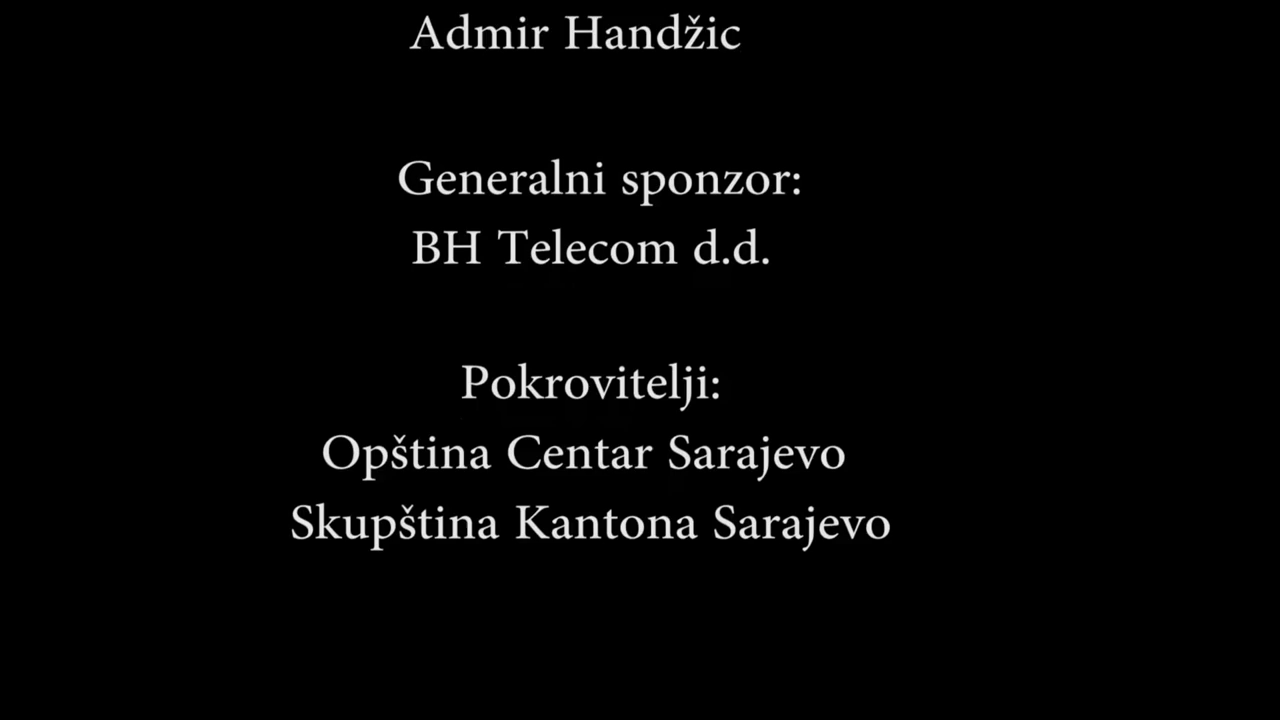 Admir Handžic
Generalni sponzor:
BH Telecom d.d.
Pokrovitelji:
Opština Centar Sarajevo
Skupština Kantona Sarajevo